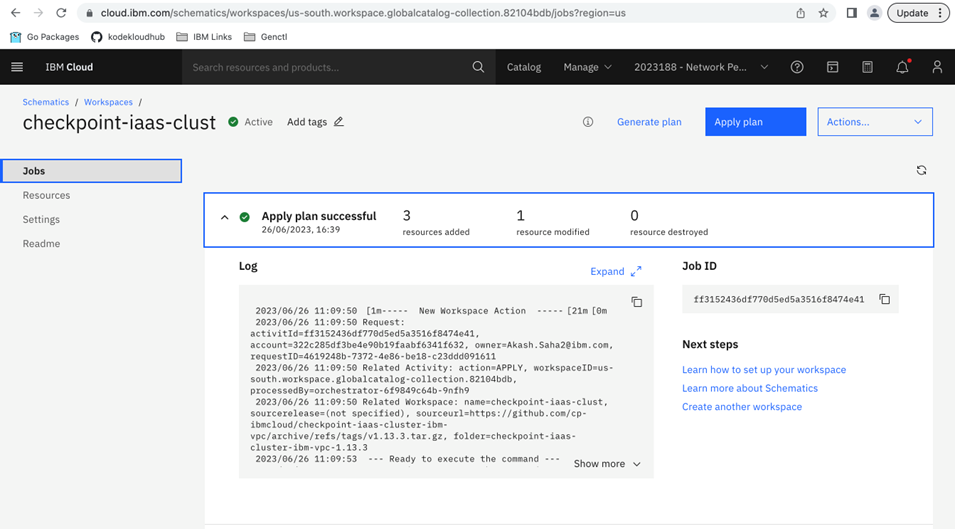 cloud.ibm.com/schematics/workspaces/us-south.workspace.globalcatalog-collection.82104bdb/jobs?region=us
Update
Go Packages kodekloudhub IBM Links Genctl
IBM Cloud Search resources and products... Catalog Manage 2023188 - Network Pe...
Schematics / Workspaces /
checkpoint-iaas-clust Active Add tags Generate plan Apply plan Actions...
Jobs
Resources
Settings
Readme
Apply plan successful 3 1 0
26/06/2023, 16:39 resources added resource modified resource destroyed
Log Expand
2023/06/26 11:09:50 [1m----- New Workspace Action -----[21m[0m
2023/06/26 11:09:50 Request:
activitId=ff3152436df770d5ed5a3516f8474e41,
account=322c285df3be4e90b19faabf6341f632, owner=Akash.Saha2@ibm.com,
requestID=4619248b-7372-4e86-be18-c23ddd091611
2023/06/26 11:09:50 Related Activity: action=APPLY, workspaceID=us-
south.workspace.globalcatalog-collection.82104bdb,
processedBy=orchestrator-6f9849c64b-9nfh9
2023/06/26 11:09:50 Related Workspace: name=checkpoint-iaas-clust,
sourcerelease=(not specified), sourceurl=https://github.com/cp-
ibmcloud/checkpoint-iaas-cluster-ibm-
vpc/archive/refs/tags/v1.13.3.tar.gz, folder=checkpoint-iaas-
cluster-ibm-vpc-1.13.3
2023/06/26 11:09:53 --- Ready to execute the command ---
Show more
Job ID
ff3152436df770d5ed5a3516f8474e41
Next steps
Learn how to set up your workspace
Learn more about Schematics
Create another workspace